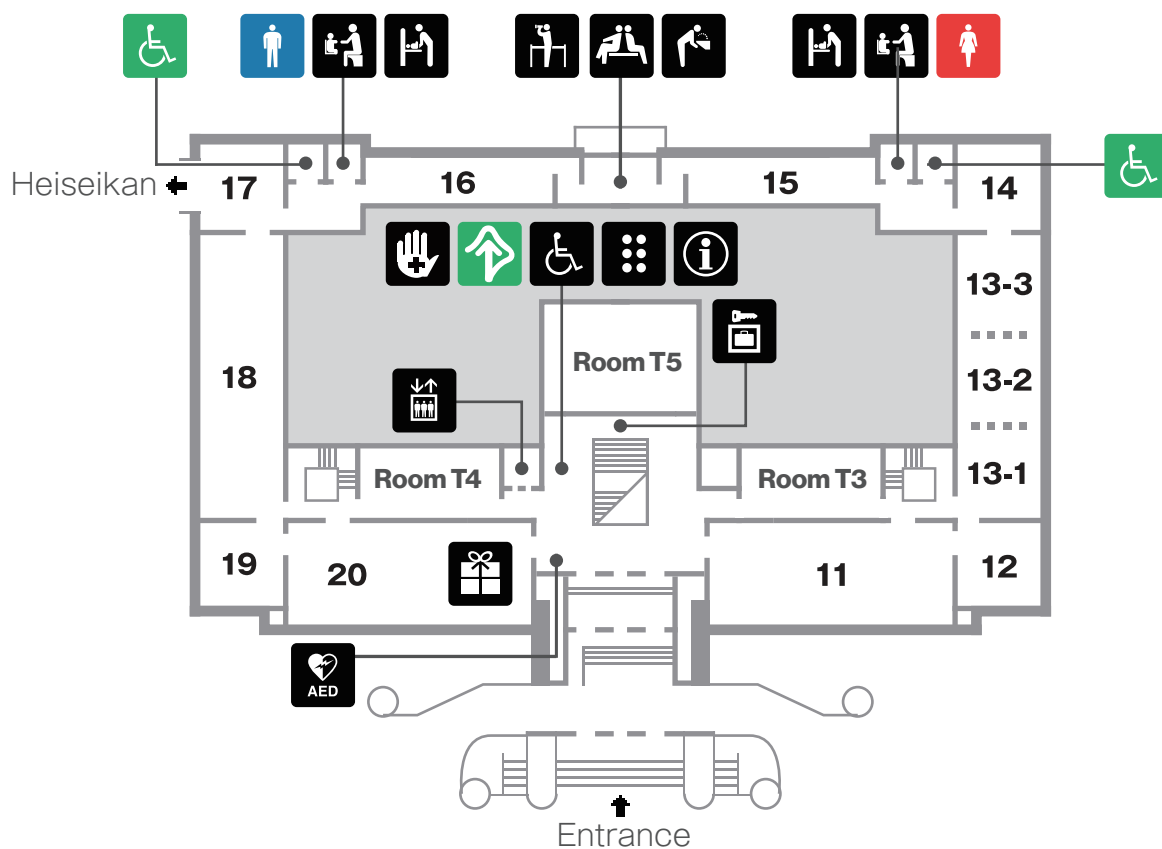 Heiseikan
17
16
15
14
13-3
Room T5
18
13-2
Room T4
Room T3
13-1
19
20
11
12
AED
Entrance